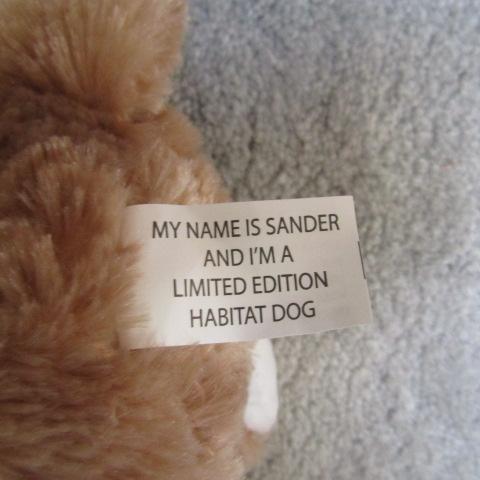 MY NAME IS SANDER
AND I'M A
LIMITED EDITION
HABITAT DOG